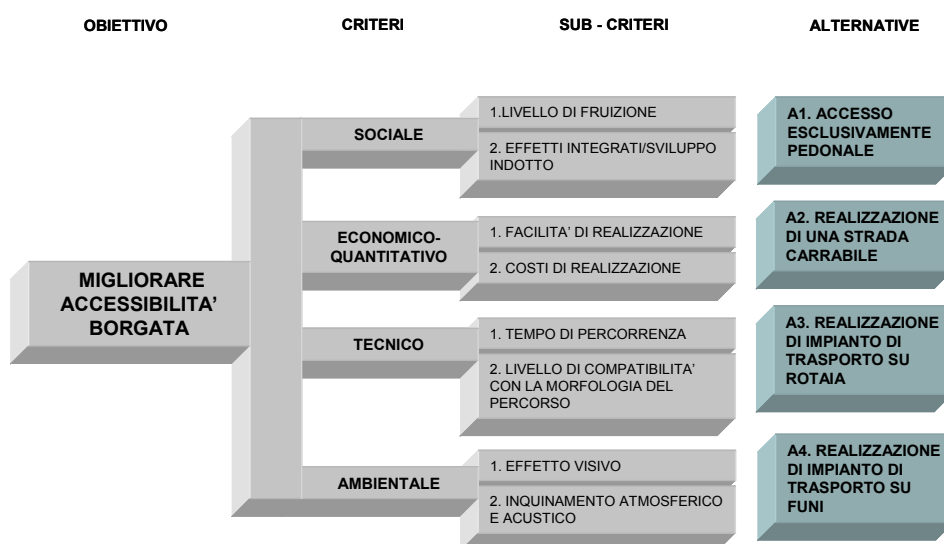 OBIETTIVO
CRITERI
SUB - CRITERI
ALTERNATIVE
MIGLIORARE
ACCESSIBILITA’
BORGATA
SOCIALE
1.LIVELLO DI FRUIZIONE
2. EFFETTI INTEGRATI/SVILUPPO
INDOTTO
ECONOMICO-
QUANTITATIVO
1. FACILITA’ DI REALIZZAZIONE
2. COSTI DI REALIZZAZIONE
TECNICO
1. TEMPO DI PERCORRENZA
2. LIVELLO DI COMPATIBILITA’
CON LA MORFOLOGIA DEL
PERCORSO
AMBIENTALE
1. EFFETTO VISIVO
2. INQUINAMENTO ATMOSFERICO
E ACUSTICO
A1. ACCESSO
ESCLUSIVAMENTE
PEDONALE
A2. REALIZZAZIONE
DI UNA STRADA
CARRABILE
A3. REALIZZAZIONE
DI IMPIANTO DI
TRASPORTO SU
ROTAIA
A4. REALIZZAZIONE
DI IMPIANTO DI
TRASPORTO SU
FUNI